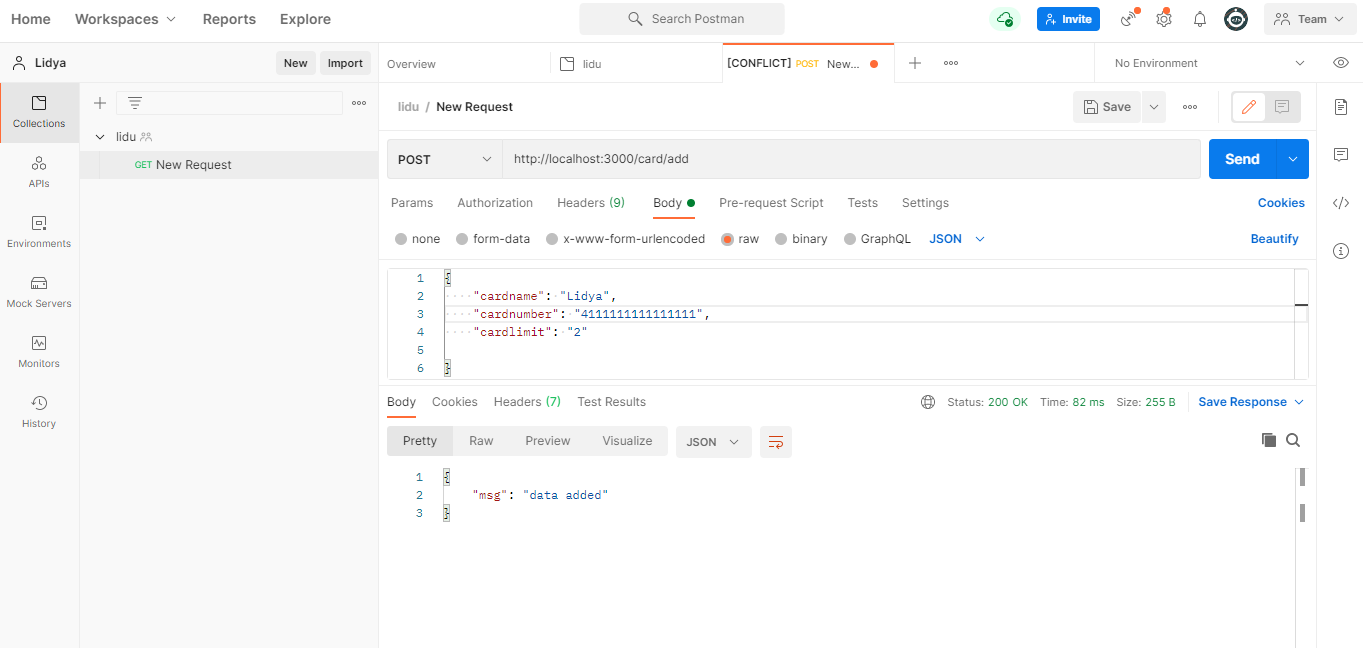 Home Workspaces Reports Explore Search Postman Invite Team
Lidya New Import Overview lidu [CONFLICT] POST New... No Environment
lidu / New Request Save
Collections
lidu
GET New Request
POST http://localhost:3000/card/add Send
APIs
Params Authorization Headers (9) Body Pre-request Script Tests Settings Cookies
none form-data x-www-form-urlencoded raw binary GraphQL JSON Beautify
Environments
Mock Servers
Monitors
History
1 {
2 "cardname": "Lidya",
3 "cardnumber": "4111111111111111",
4 "cardlimit": "2"
5
6 }
Body Cookies Headers (7) Test Results Status: 200 OK Time: 82 ms Size: 255 B Save Response
Pretty Raw Preview Visualize JSON
1 {
2 "msg": "data added"
3 }